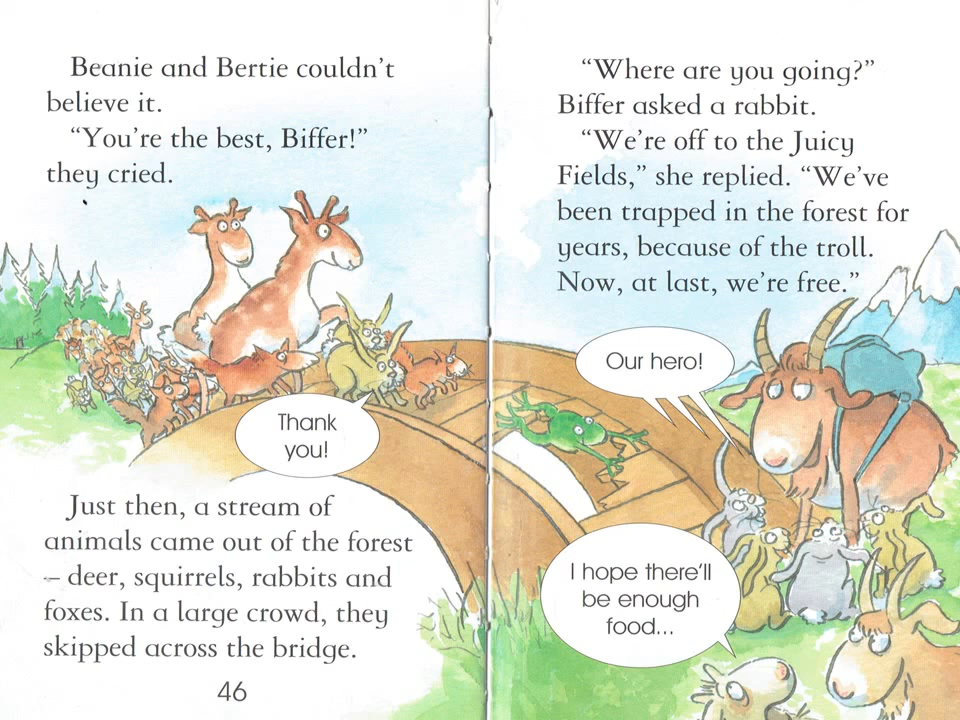 Beanie and Bertie couldn't
believe it.
"You're the best, Biffer!"
they cried.
Thank
you!
Just then, a stream of
animals came out of the forest
– deer, squirrels, rabbits and
foxes. In a large crowd, they
skipped across the bridge.
46
"Where are you going?"
Biffer asked a rabbit.
"We're off to the Juicy
Fields," she replied. "We've
been trapped in the forest for
years, because of the troll.
Now, at last, we're free."
Our hero!
I hope there'll
be enough
food...